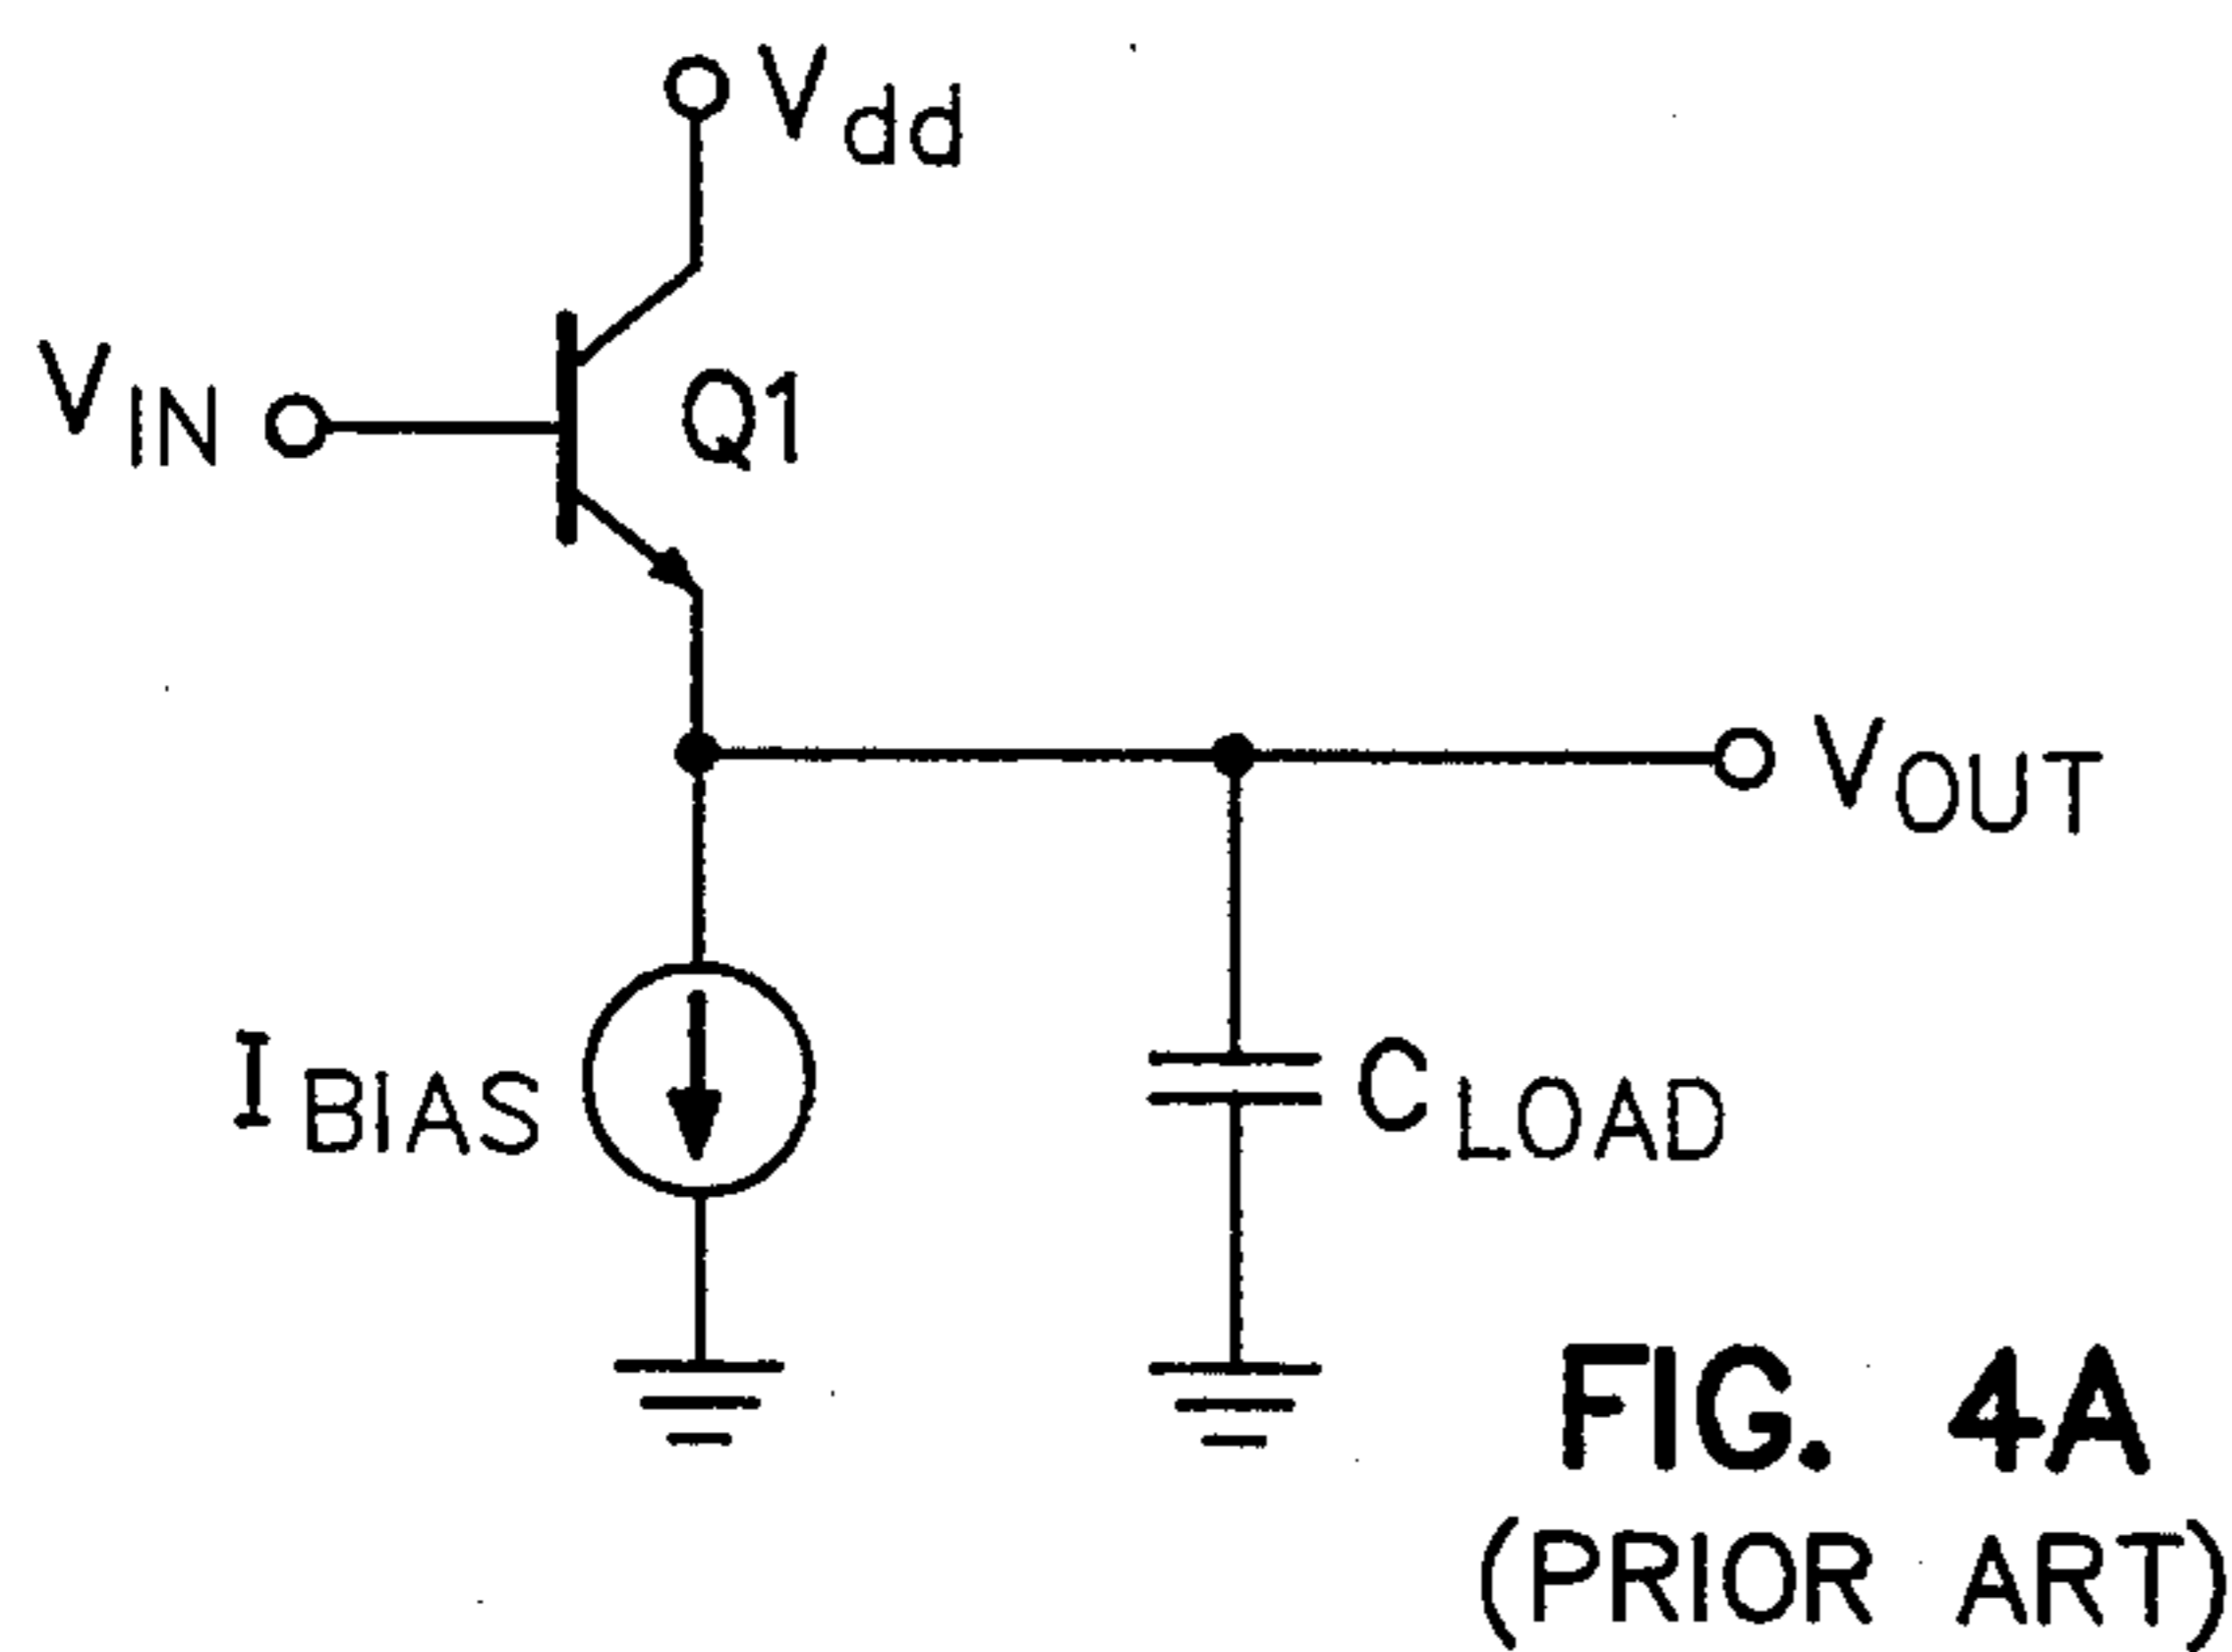 Vdd
VIN
Q1
VOUT
IBIAS
CLOAD
FIG. 4A
(PRIOR ART)